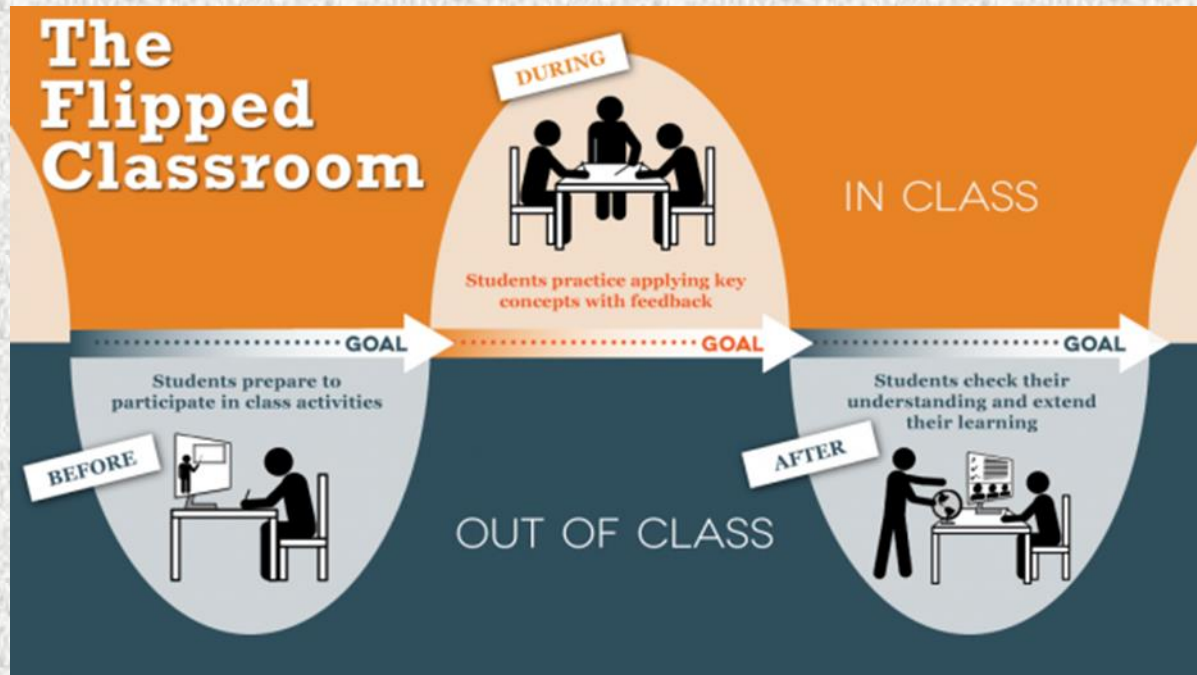 The
Flipped
Classroom
DURING
IN CLASS
Students practice applying key
concepts with feedback
GOAL
GOAL
GOAL
Students prepare to
participate in class activities
BEFORE
OUT OF CLASS
Students check their
understanding and extend
their learning
AFTER